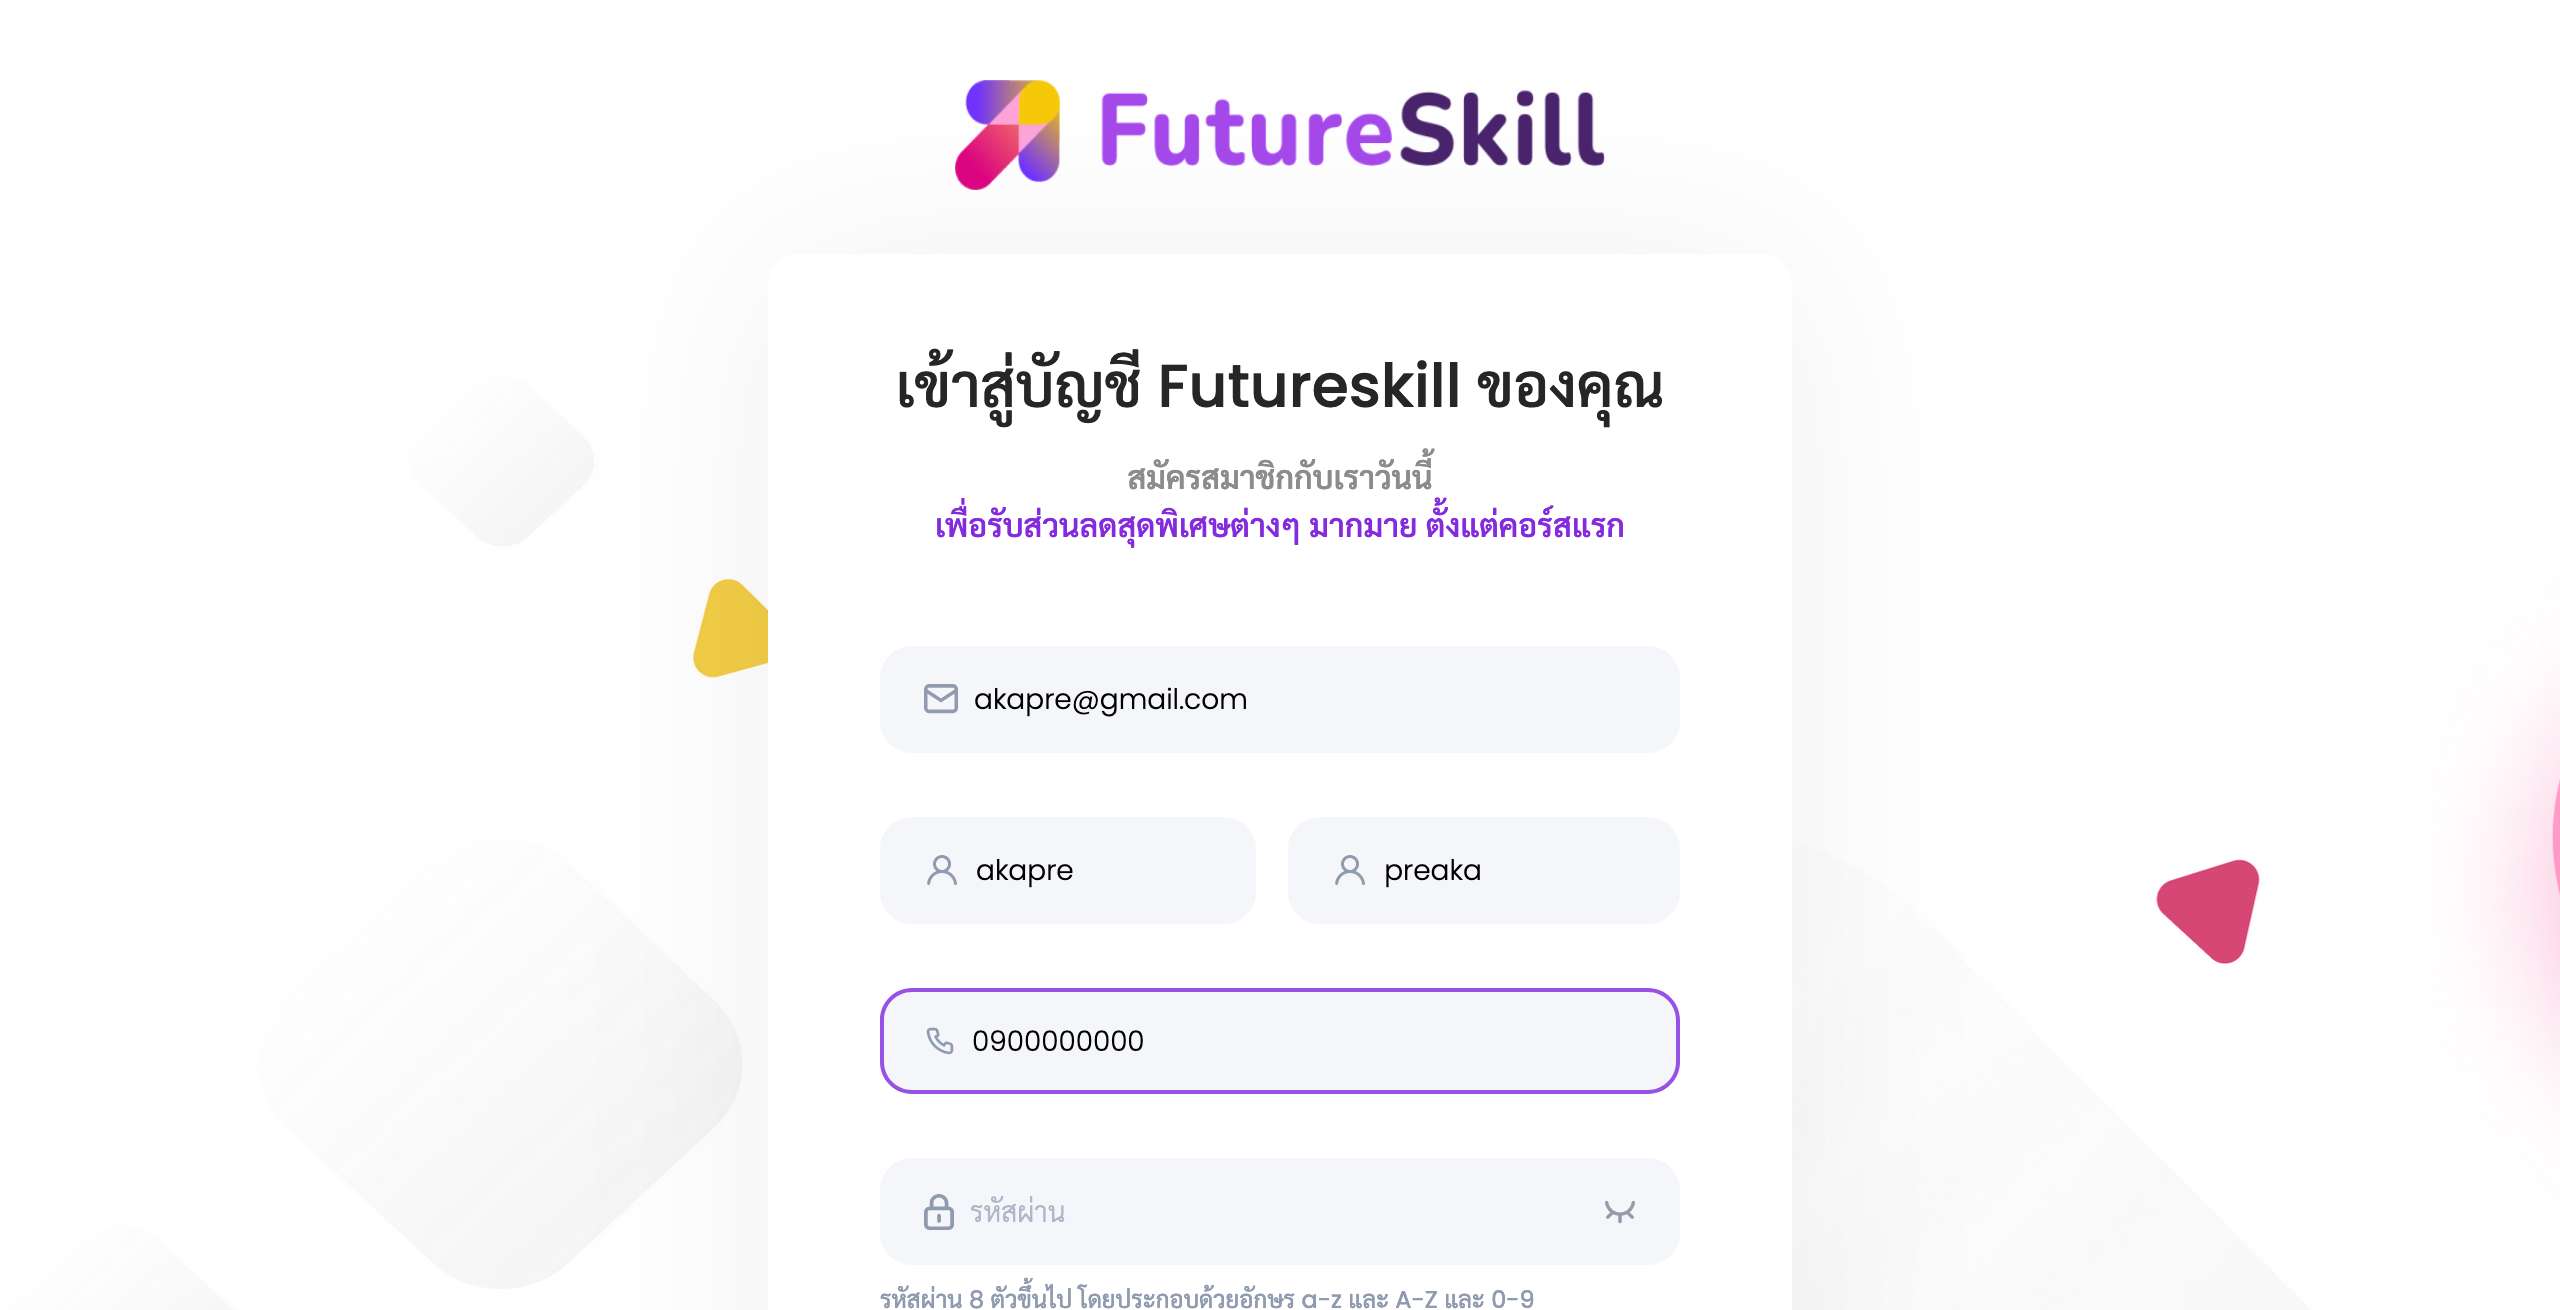 FutureSkill
เข้าสู่บัญชี Futureskill ของคุณ
สมัครสมาชิกกับเราวันนี้
เพื่อรับส่วนลดสุดพิเศษต่างๆ มากมาย ตั้งแต่คอร์สแรก
akapre@gmail.com
akapre preaka
0900000000
รหัสผ่าน
รหัสผ่าน 8 ตัวขึ้นไป โดยประกอบด้วยอักษร a-z และ A-Z และ 0-9